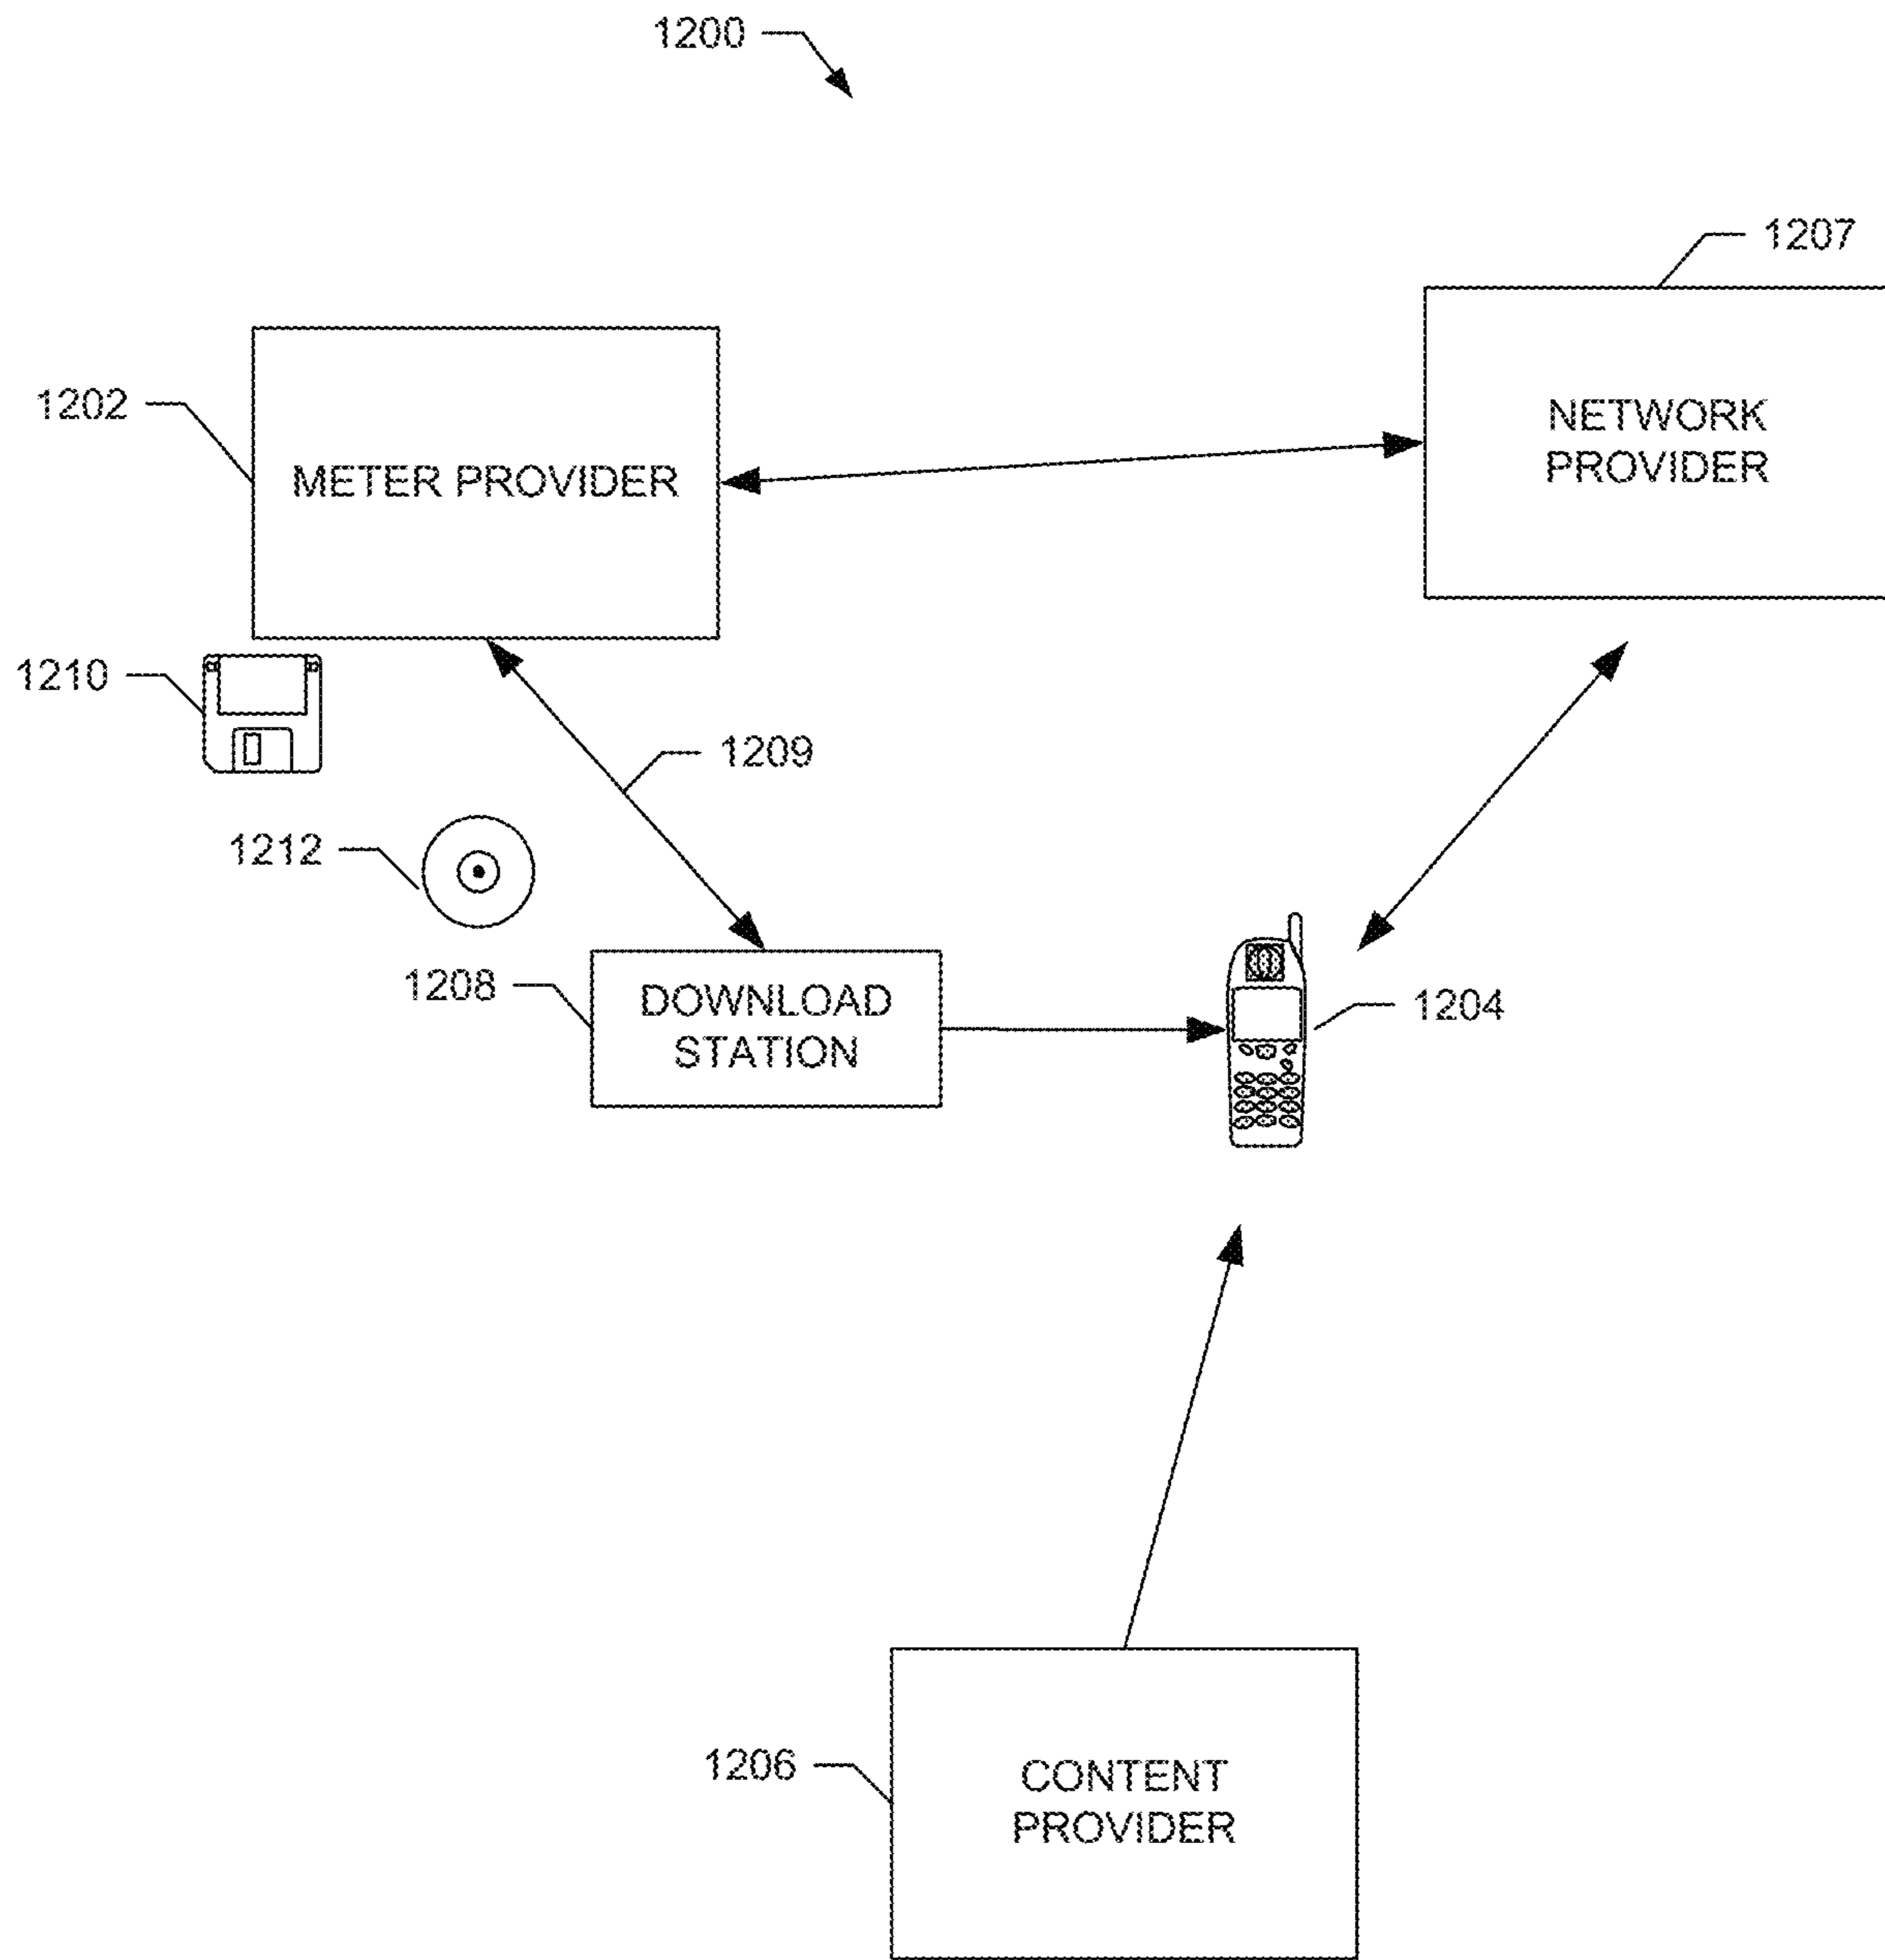 1200
1207
1202
METER PROVIDER
NETWORK
PROVIDER
1210
1209
1212
1208
DOWNLOAD
STATION
1204
1206
CONTENT
PROVIDER